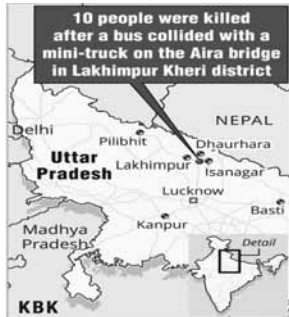 10 people were killed
after a bus collided with a
mini-truck on the Aira bridge
in Lakhimpur Kheri district
NEPAL
Delhi
Pilibhit
Dhaurhara
Uttar
Pradesh
Lakhimpur
Isanagar
Lucknow
Basti
Kanpur
Madhya
Pradesh
Detail
KBK